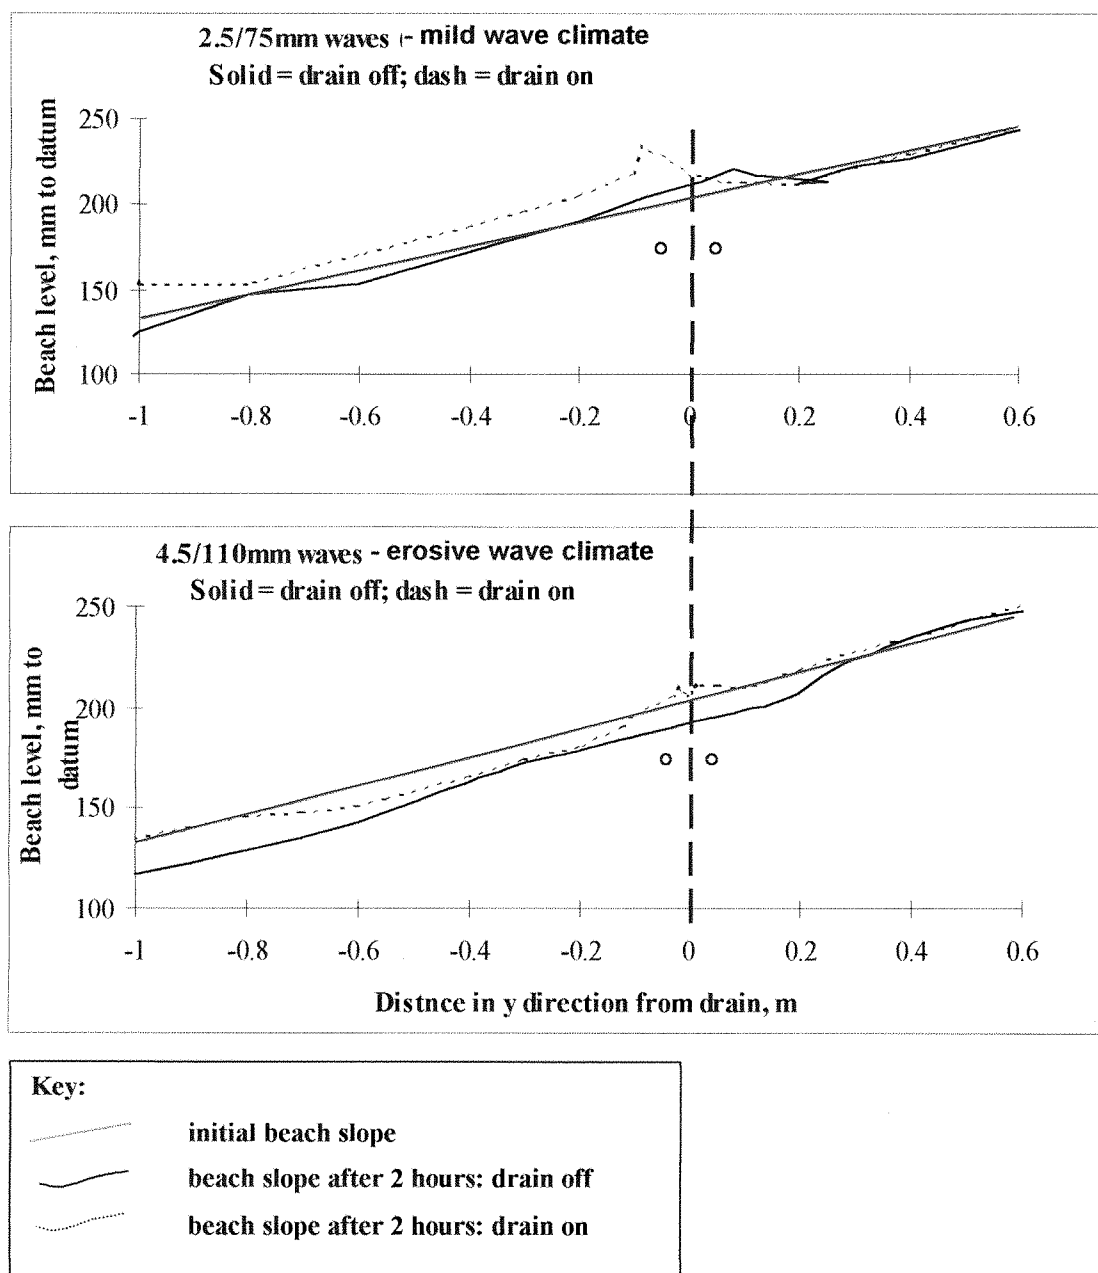 2.5/75mm waves (- mild wave climate
Solid = drain off; dash = drain on
Beach level, mm to datum
250
200
150
100
-1 -0.8 -0.6 -0.4 -0.2 0 0.2 0.4 0.6
4.5/110mm waves - erosive wave climate
Solid = drain off; dash = drain on
Beach level, mm to
datum
250
200
150
100
-1 -0.8 -0.6 -0.4 -0.2 0 0.2 0.4 0.6
Distnce in y direction from drain, m
Key:
initial beach slope
beach slope after 2 hours: drain off
beach slope after 2 hours: drain on